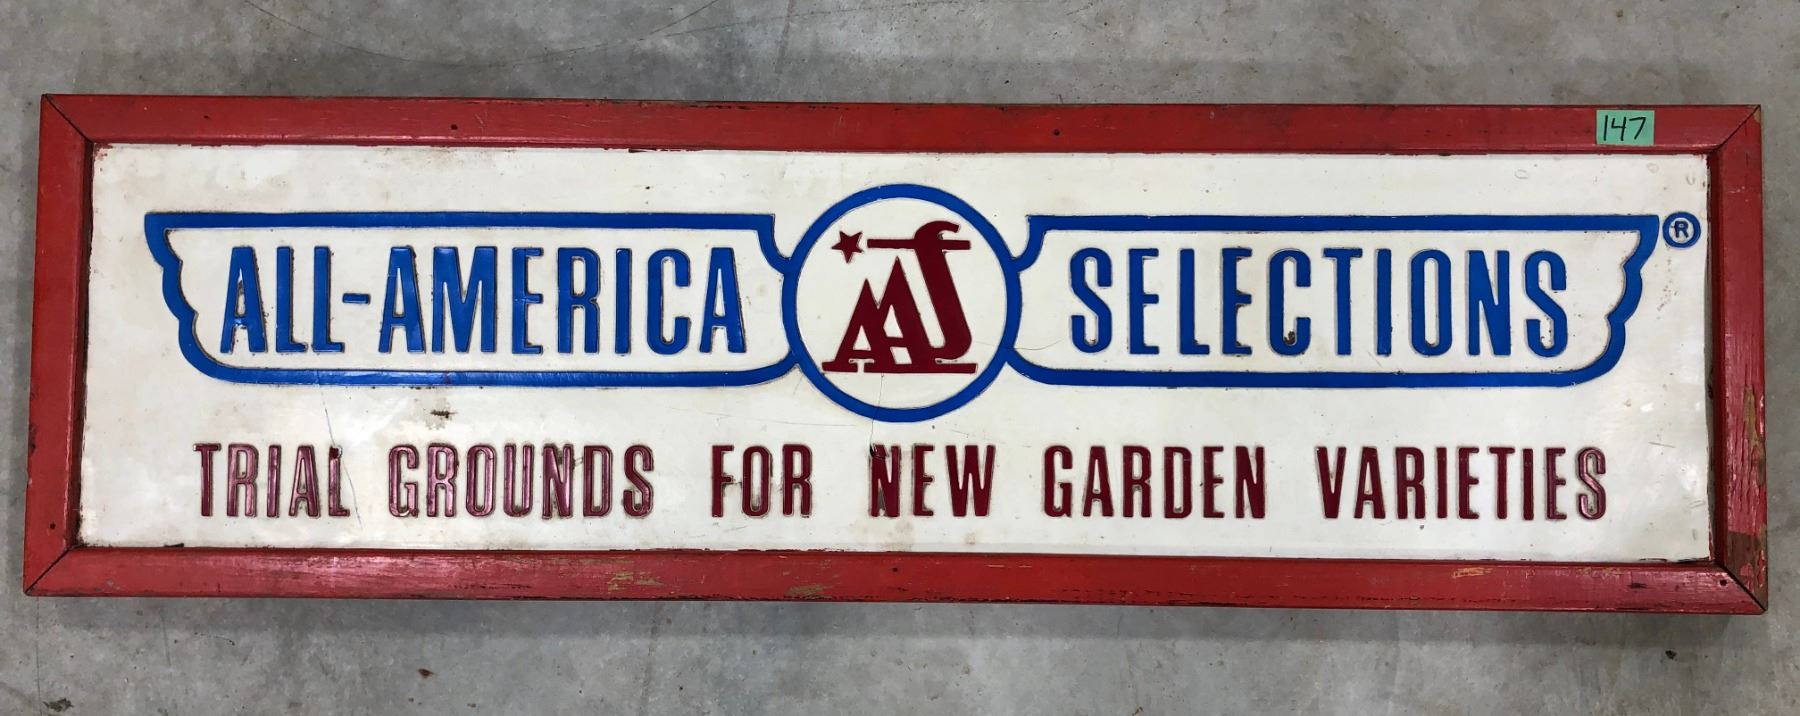 147
ALL-AMERICA AAS SELECTIONS ®
TRIAL GROUNDS FOR NEW GARDEN VARIETIES